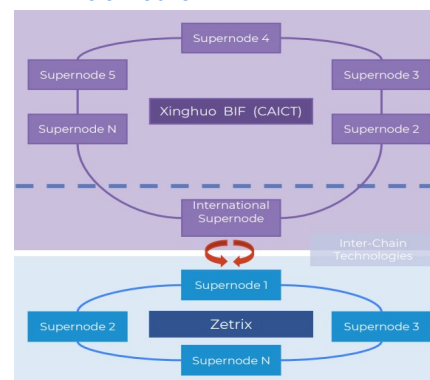 Supernode 4
Supernode 5
Supernode 3
Xinghuo BIF (CAICT)
Supernode N
Supernode 2
International
Supernode
Inter-Chain
Technologies
Supernode 1
Supernode 2
Zetrix
Supernode 3
Supernode N